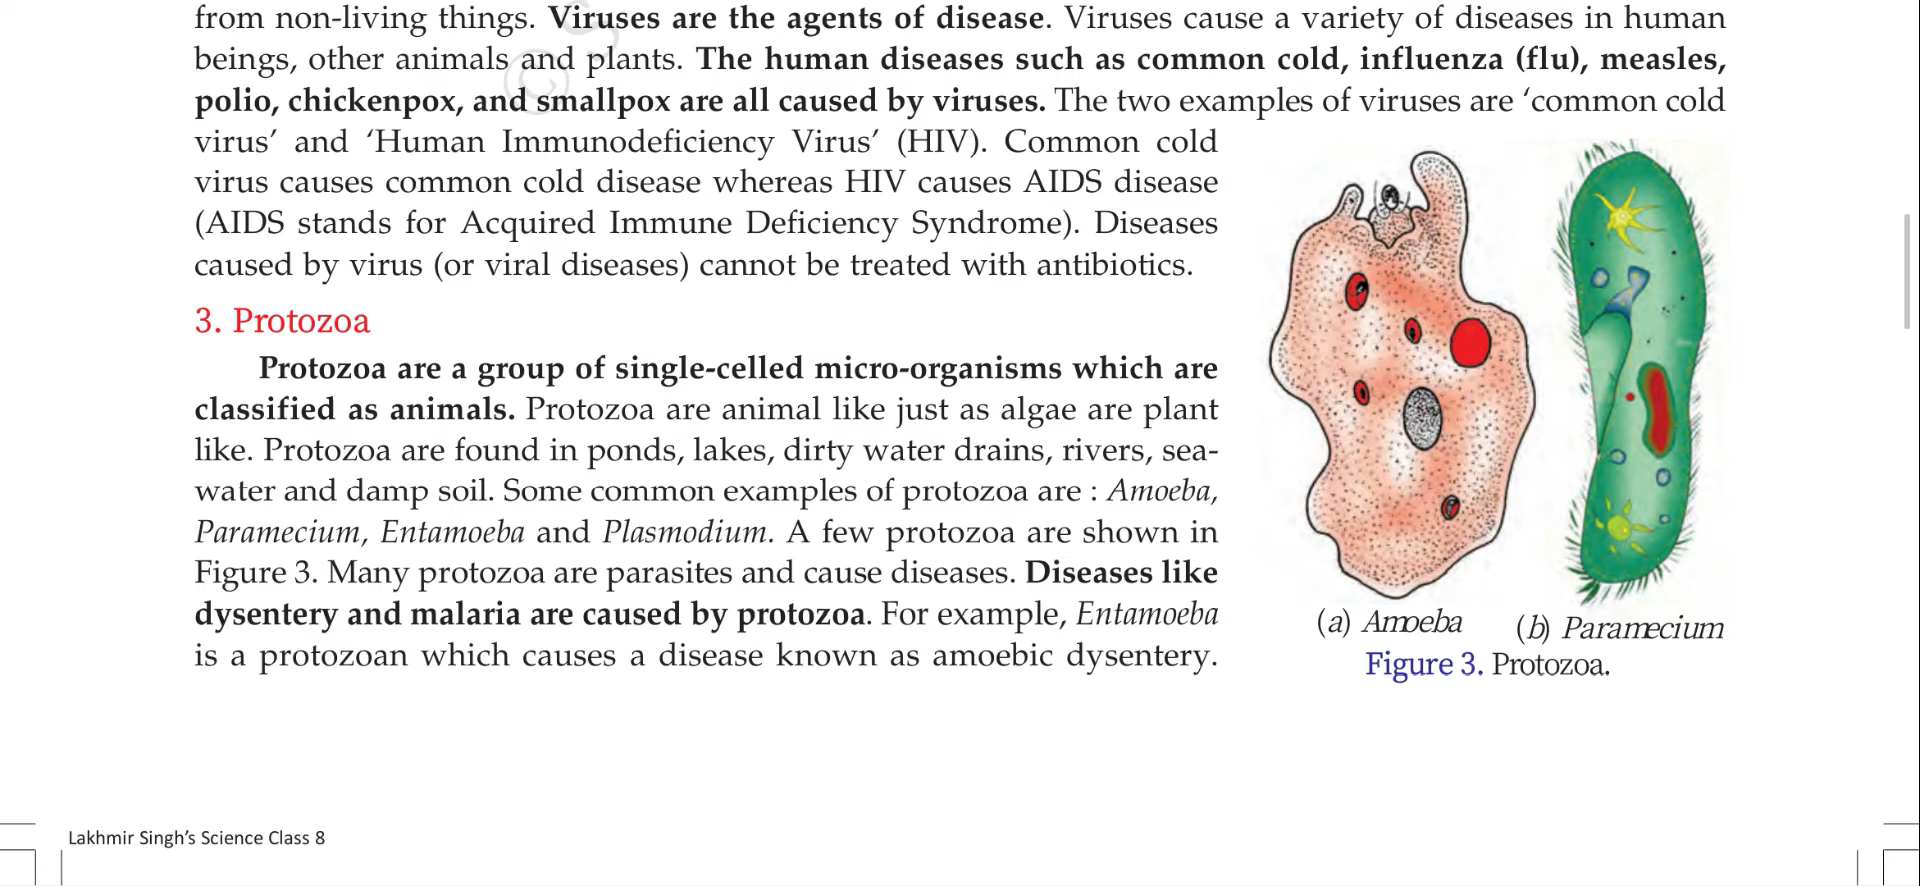 from non-living things. Viruses are the agents of disease. Viruses cause a variety of diseases in human
beings, other animals and plants. The human diseases such as common cold, influenza (flu), measles,
polio, chickenpox, and smallpox are all caused by viruses. The two examples of viruses are ‘common cold
virus’ and ‘Human Immunodeficiency Virus’ (HIV). Common cold
virus causes common cold disease whereas HIV causes AIDS disease
(AIDS stands for Acquired Immune Deficiency Syndrome). Diseases
caused by virus (or viral diseases) cannot be treated with antibiotics.
3. Protozoa
Protozoa are a group of single-celled micro-organisms which are
classified as animals. Protozoa are animal like just as algae are plant
like. Protozoa are found in ponds, lakes, dirty water drains, rivers, sea-
water and damp soil. Some common examples of protozoa are : Amoeba,
Paramecium, Entamoeba and Plasmodium. A few protozoa are shown in
Figure 3. Many protozoa are parasites and cause diseases. Diseases like
dysentery and malaria are caused by protozoa. For example, Entamoeba
is a protozoan which causes a disease known as amoebic dysentery.
(a) Amoeba (b) Paramecium
Figure 3. Protozoa.
Lakhmir Singh’s Science Class 8